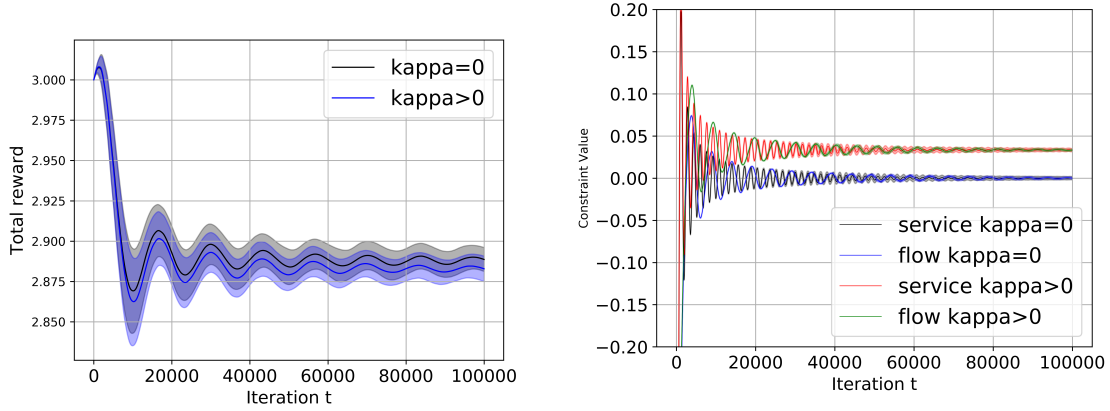 Total reward
3.000
2.975
2.950
2.925
2.900
2.875
2.850
kappa=0
kappa>0
0 20000 40000 60000 80000 100000
Iteration t
Constraint Value
0.20
0.15
0.10
0.05
0.00
−0.05
−0.10
−0.15
−0.20
service kappa=0
flow kappa=0
service kappa>0
flow kappa>0
0 20000 40000 60000 80000 100000
Iteration t